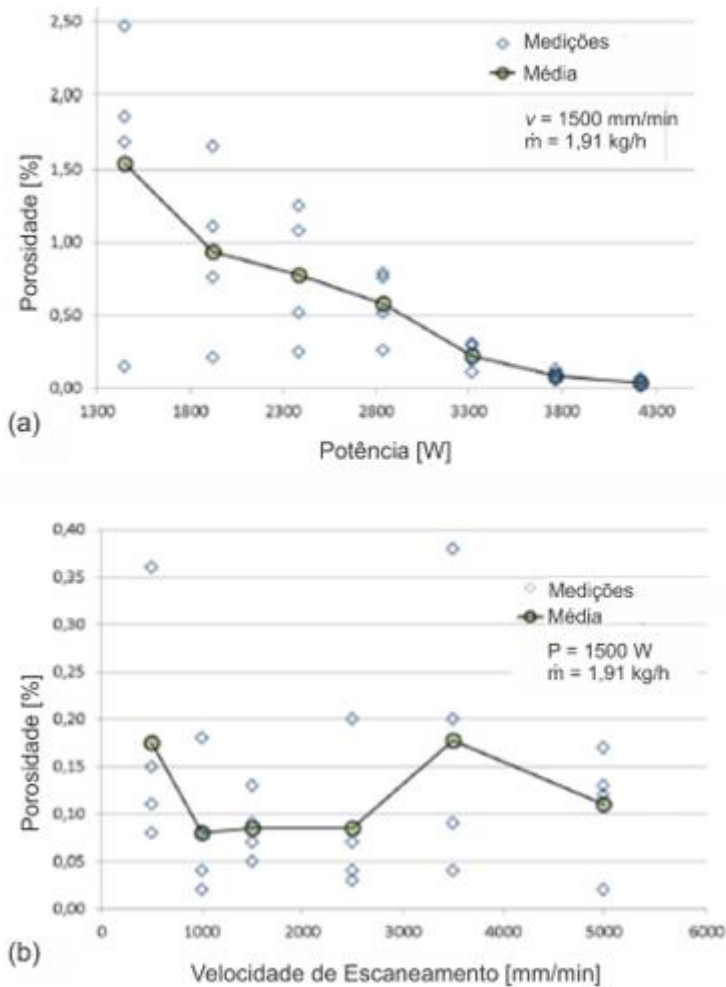 2,50
Medições
Média
2,00
v = 1500 mm/min
ṁ = 1,91 kg/h
1,50
Porosidade [%]
1,00
0,50
0,00
1300 1800 2300 2800 3300 3800 4300
(a)
Potência [W]
0,40
0,35
Medições
Média
0,30
P = 1500 W
ṁ = 1,91 kg/h
0,25
Porosidade [%]
0,20
0,15
0,10
0,05
0,00
0 1000 2000 3000 4000 5000 6000
(b)
Velocidade de Escaneamento [mm/min]